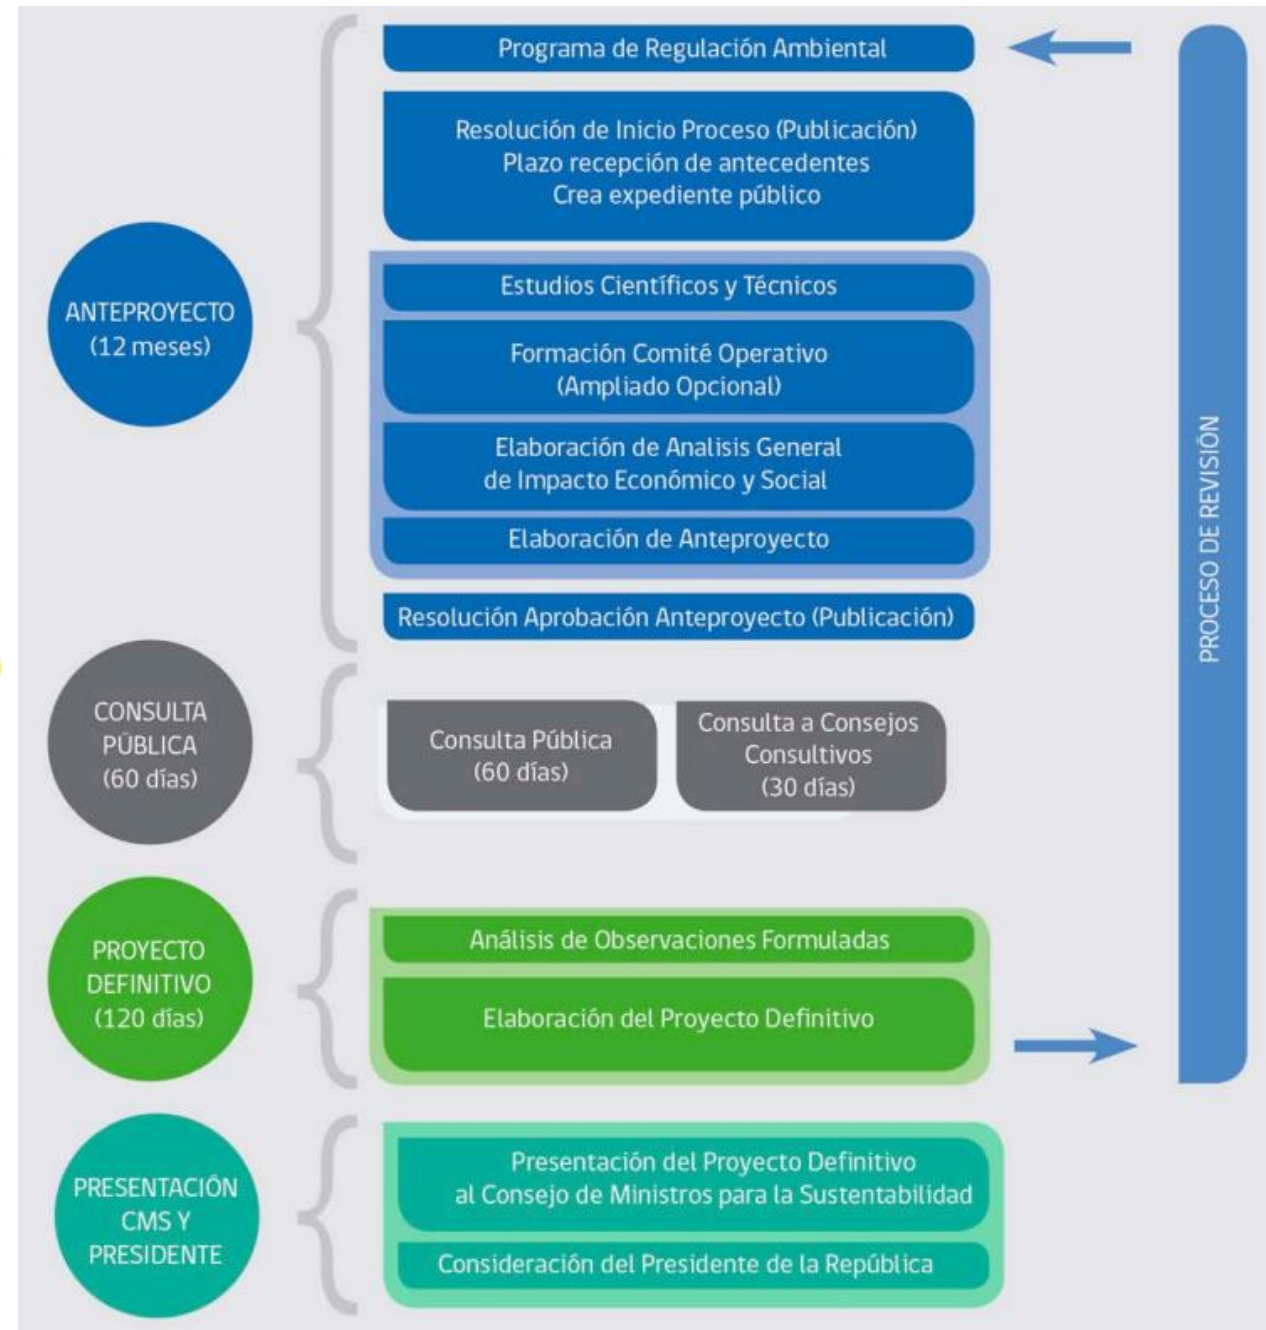 Programa de Regulación Ambiental
Resolución de Inicio Proceso (Publicación)
Plazo recepción de antecedentes
Crea expediente público
ANTEPROYECTO
(12 meses)
Estudios Científicos y Técnicos
Formación Comité Operativo
(Ampliado Opcional)
Elaboración de Analisis General
de Impacto Económico y Social
Elaboración de Anteproyecto
Resolución Aprobación Anteproyecto (Publicación)
CONSULTA
PÚBLICA
(60 días)
Consulta Pública
(60 días)
Consulta a Consejos
Consultivos
(30 días)
PROYECTO
DEFINITIVO
(120 días)
Análisis de Observaciones Formuladas
Elaboración del Proyecto Definitivo
PRESENTACIÓN
CMS Y
PRESIDENTE
Presentación del Proyecto Definitivo
al Consejo de Ministros para la Sustentabilidad
Consideración del Presidente de la República
PROCESO DE REVISIÓN